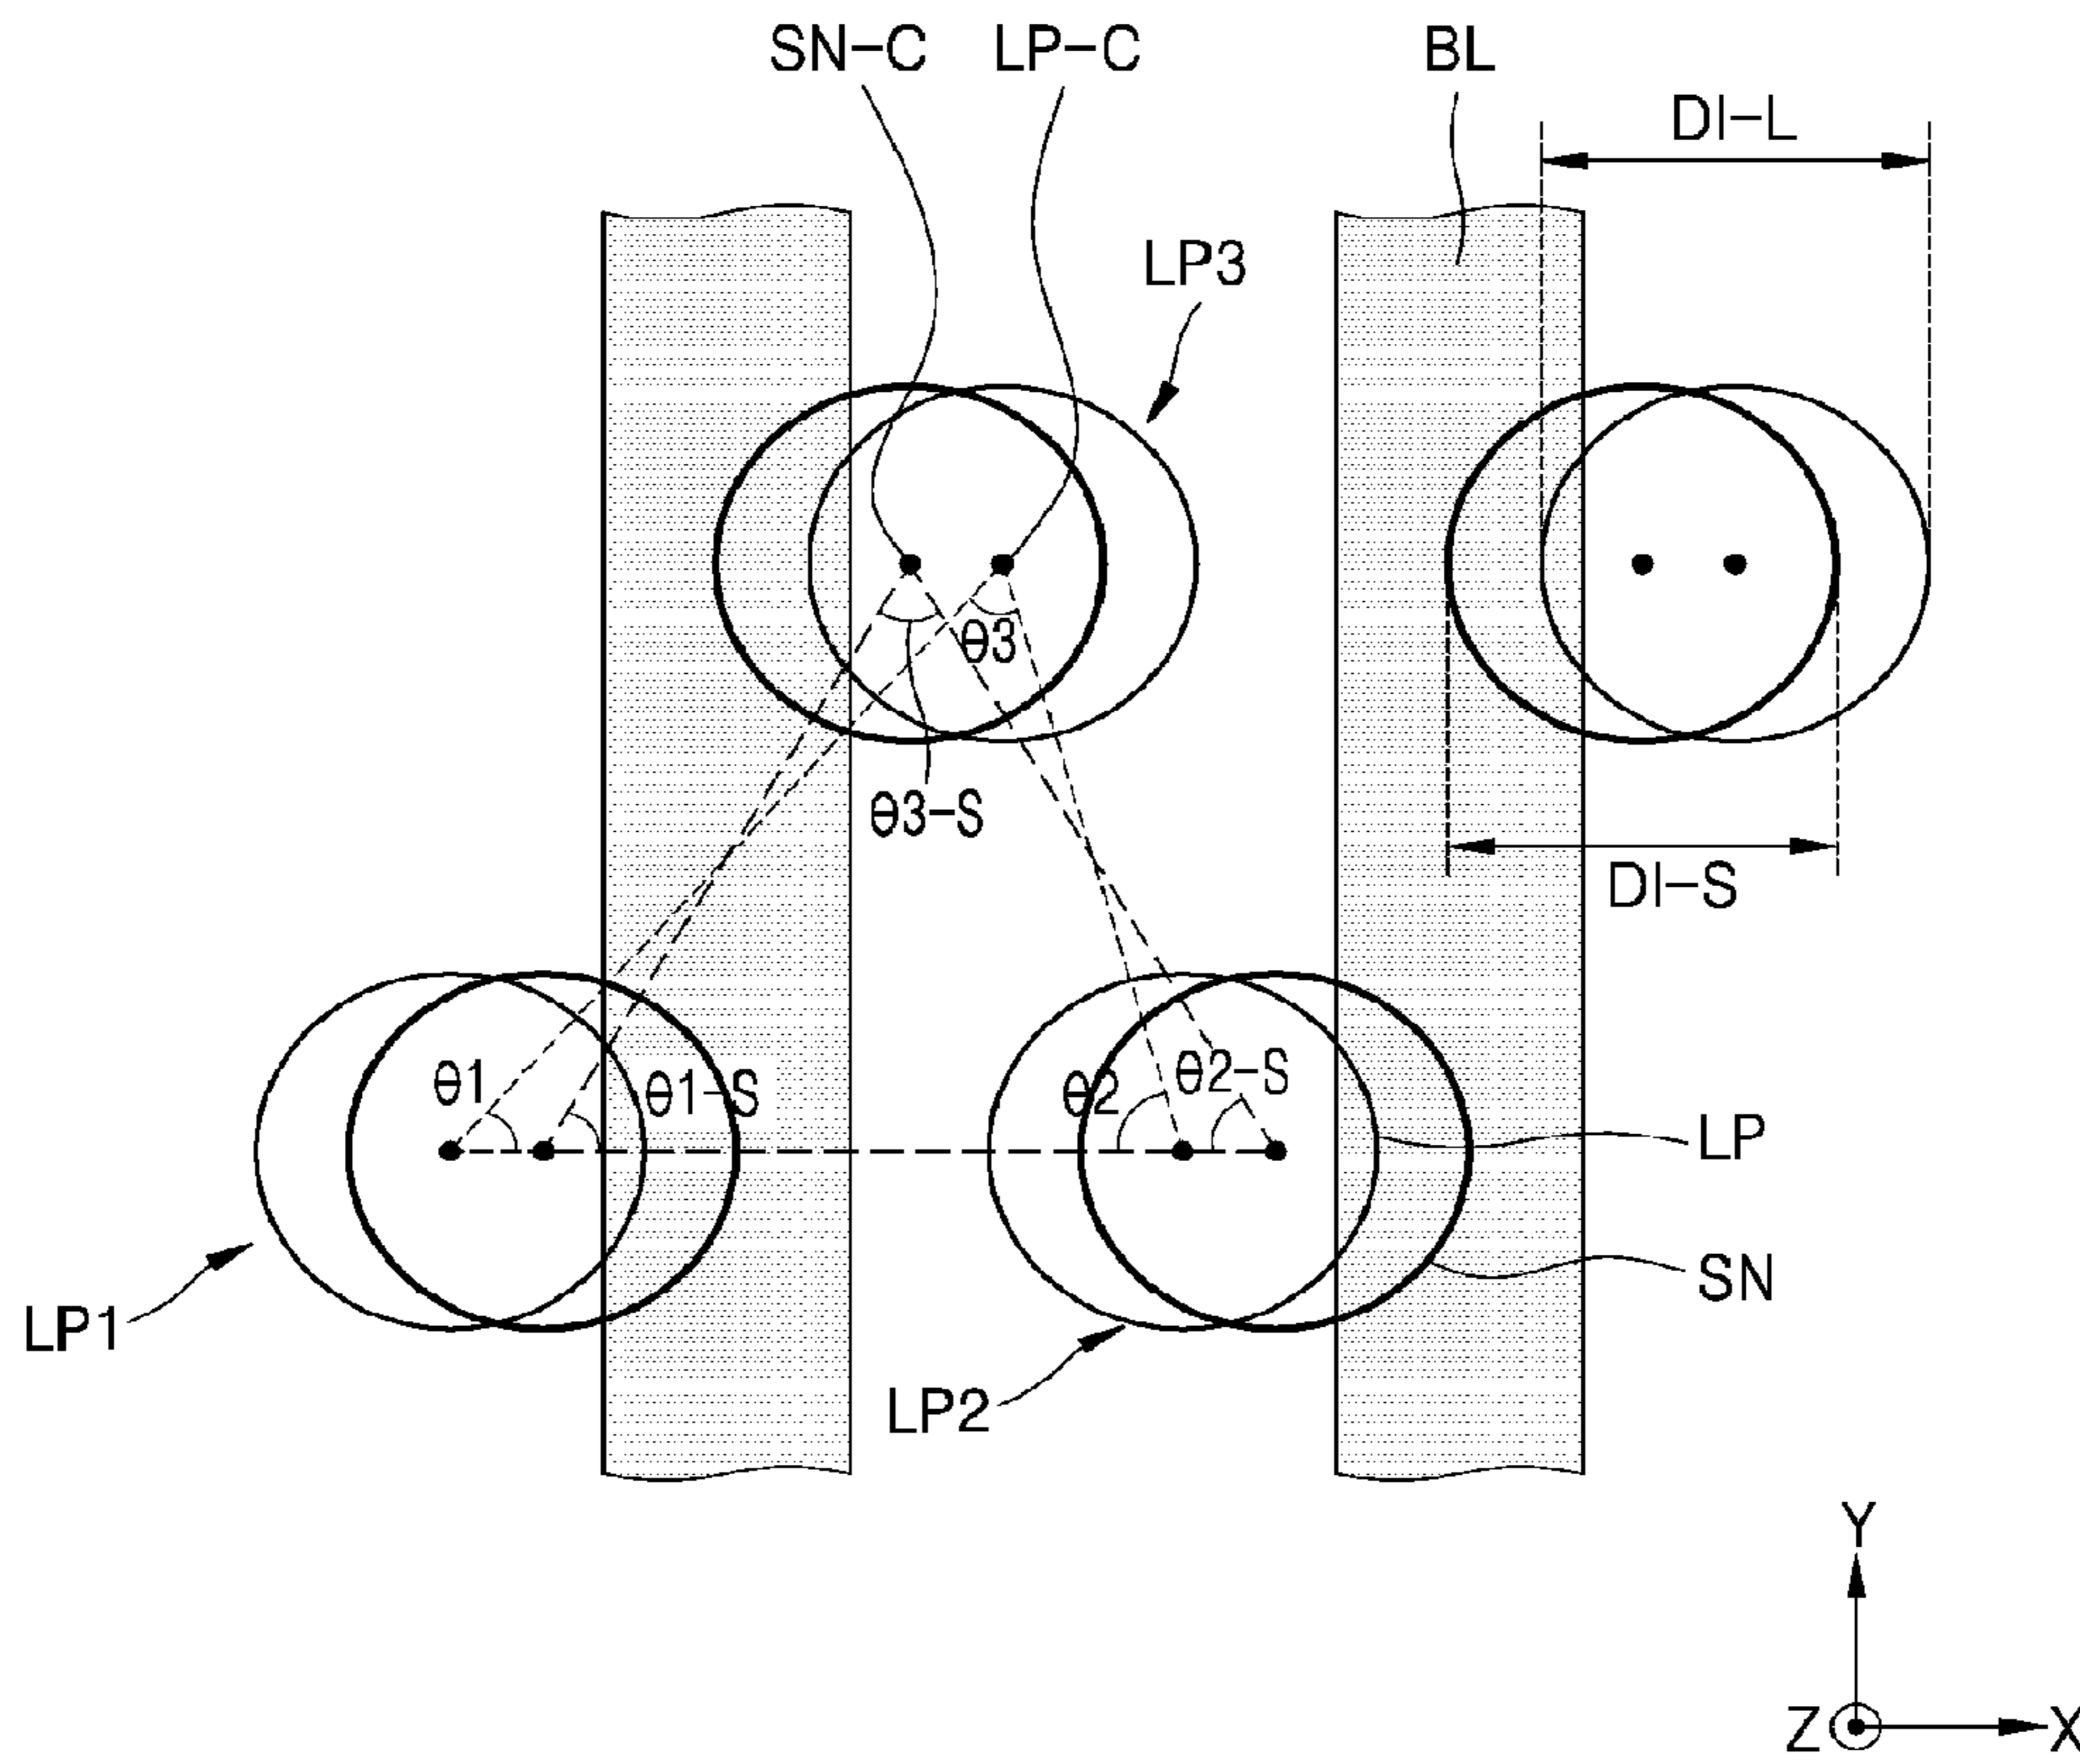 SN-C
LP-C
BL
DI-L
LP3
θ3
θ3-S
DI-S
θ1
θ1-S
θ2
θ2-S
LP
SN
LP1
LP2
Y
Z
X